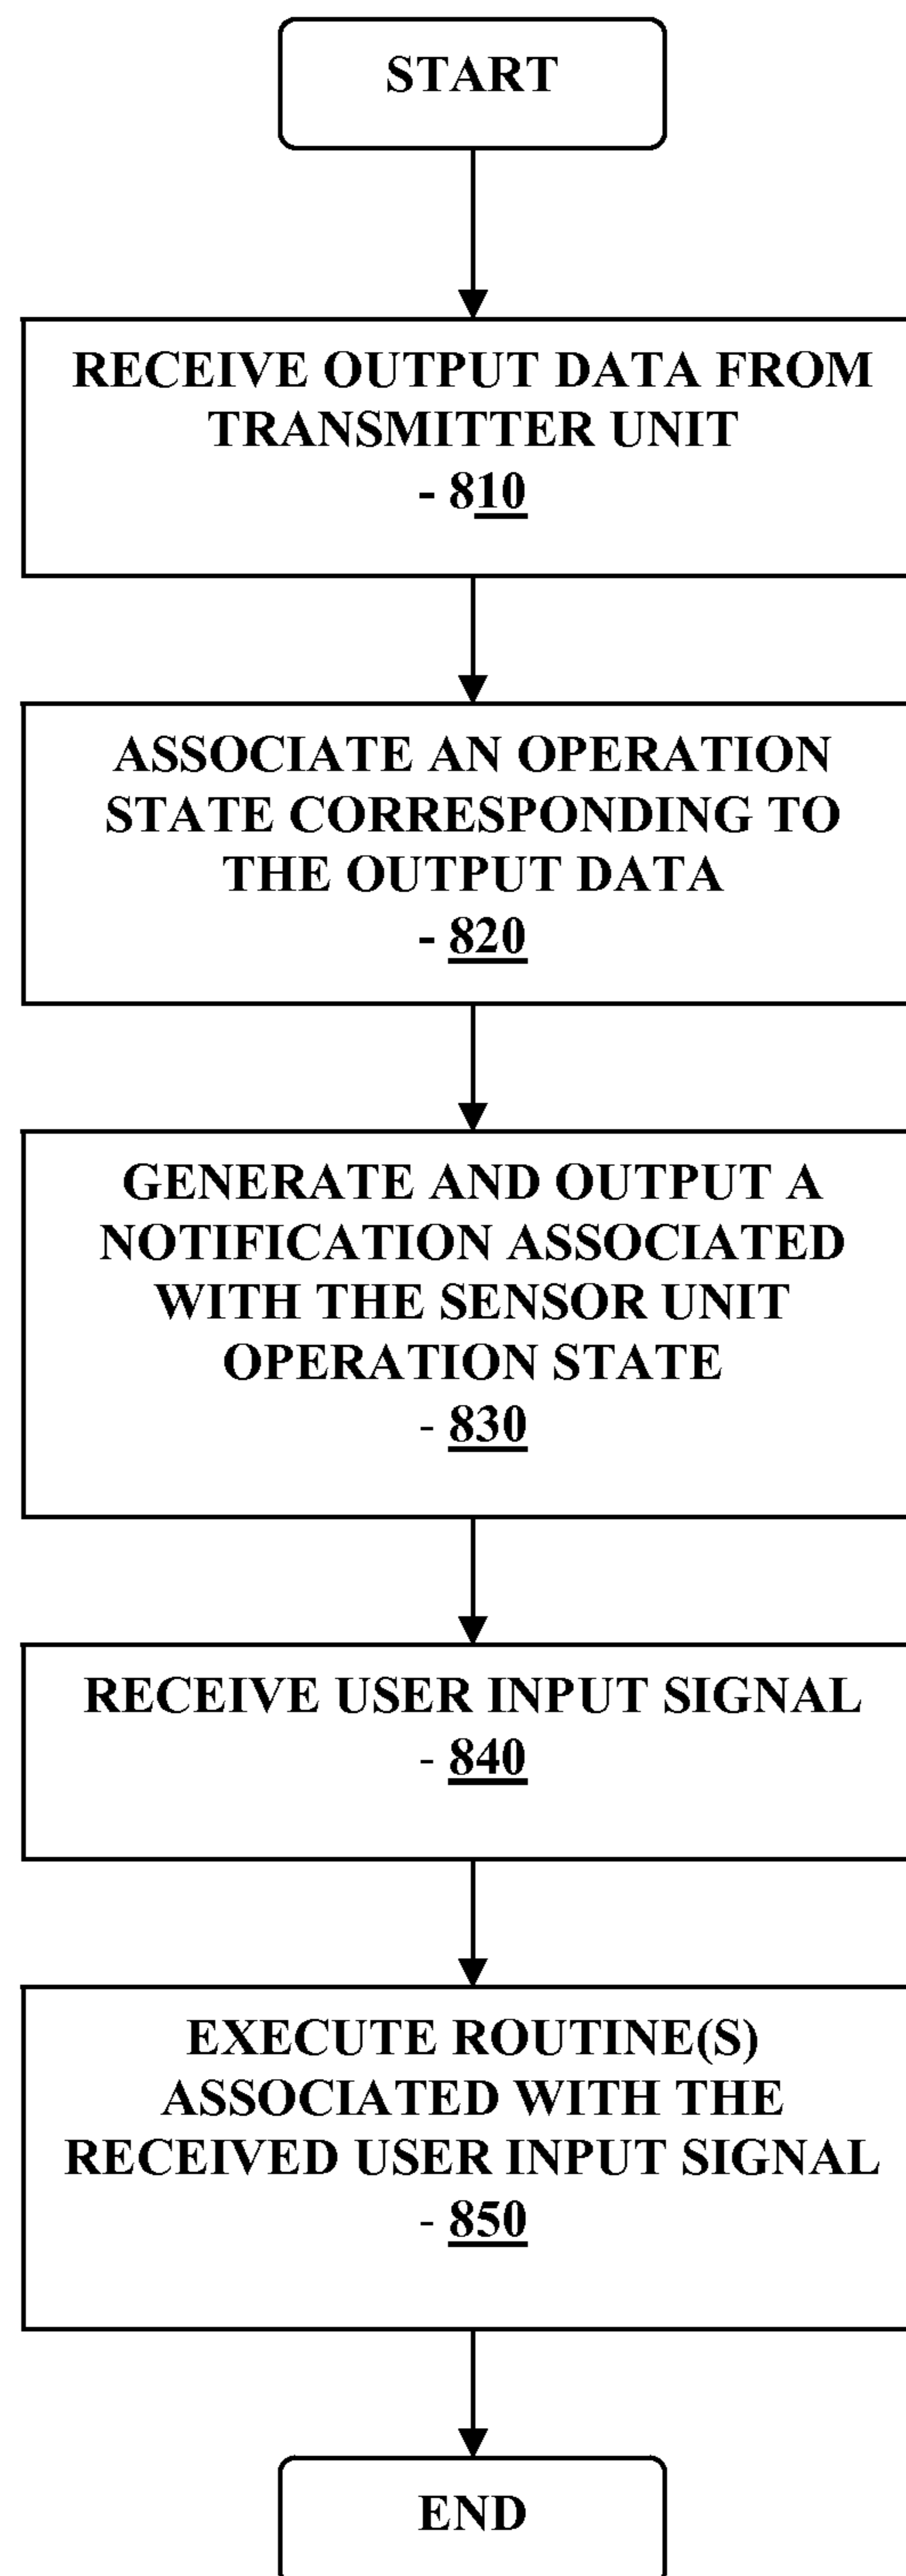 START
RECEIVE OUTPUT DATA FROM
TRANSMITTER UNIT
- 810
ASSOCIATE AN OPERATION
STATE CORRESPONDING TO
THE OUTPUT DATA
- 820
GENERATE AND OUTPUT A
NOTIFICATION ASSOCIATED
WITH THE SENSOR UNIT
OPERATION STATE
- 830
RECEIVE USER INPUT SIGNAL
- 840
EXECUTE ROUTINE(S)
ASSOCIATED WITH THE
RECEIVED USER INPUT SIGNAL
- 850
END